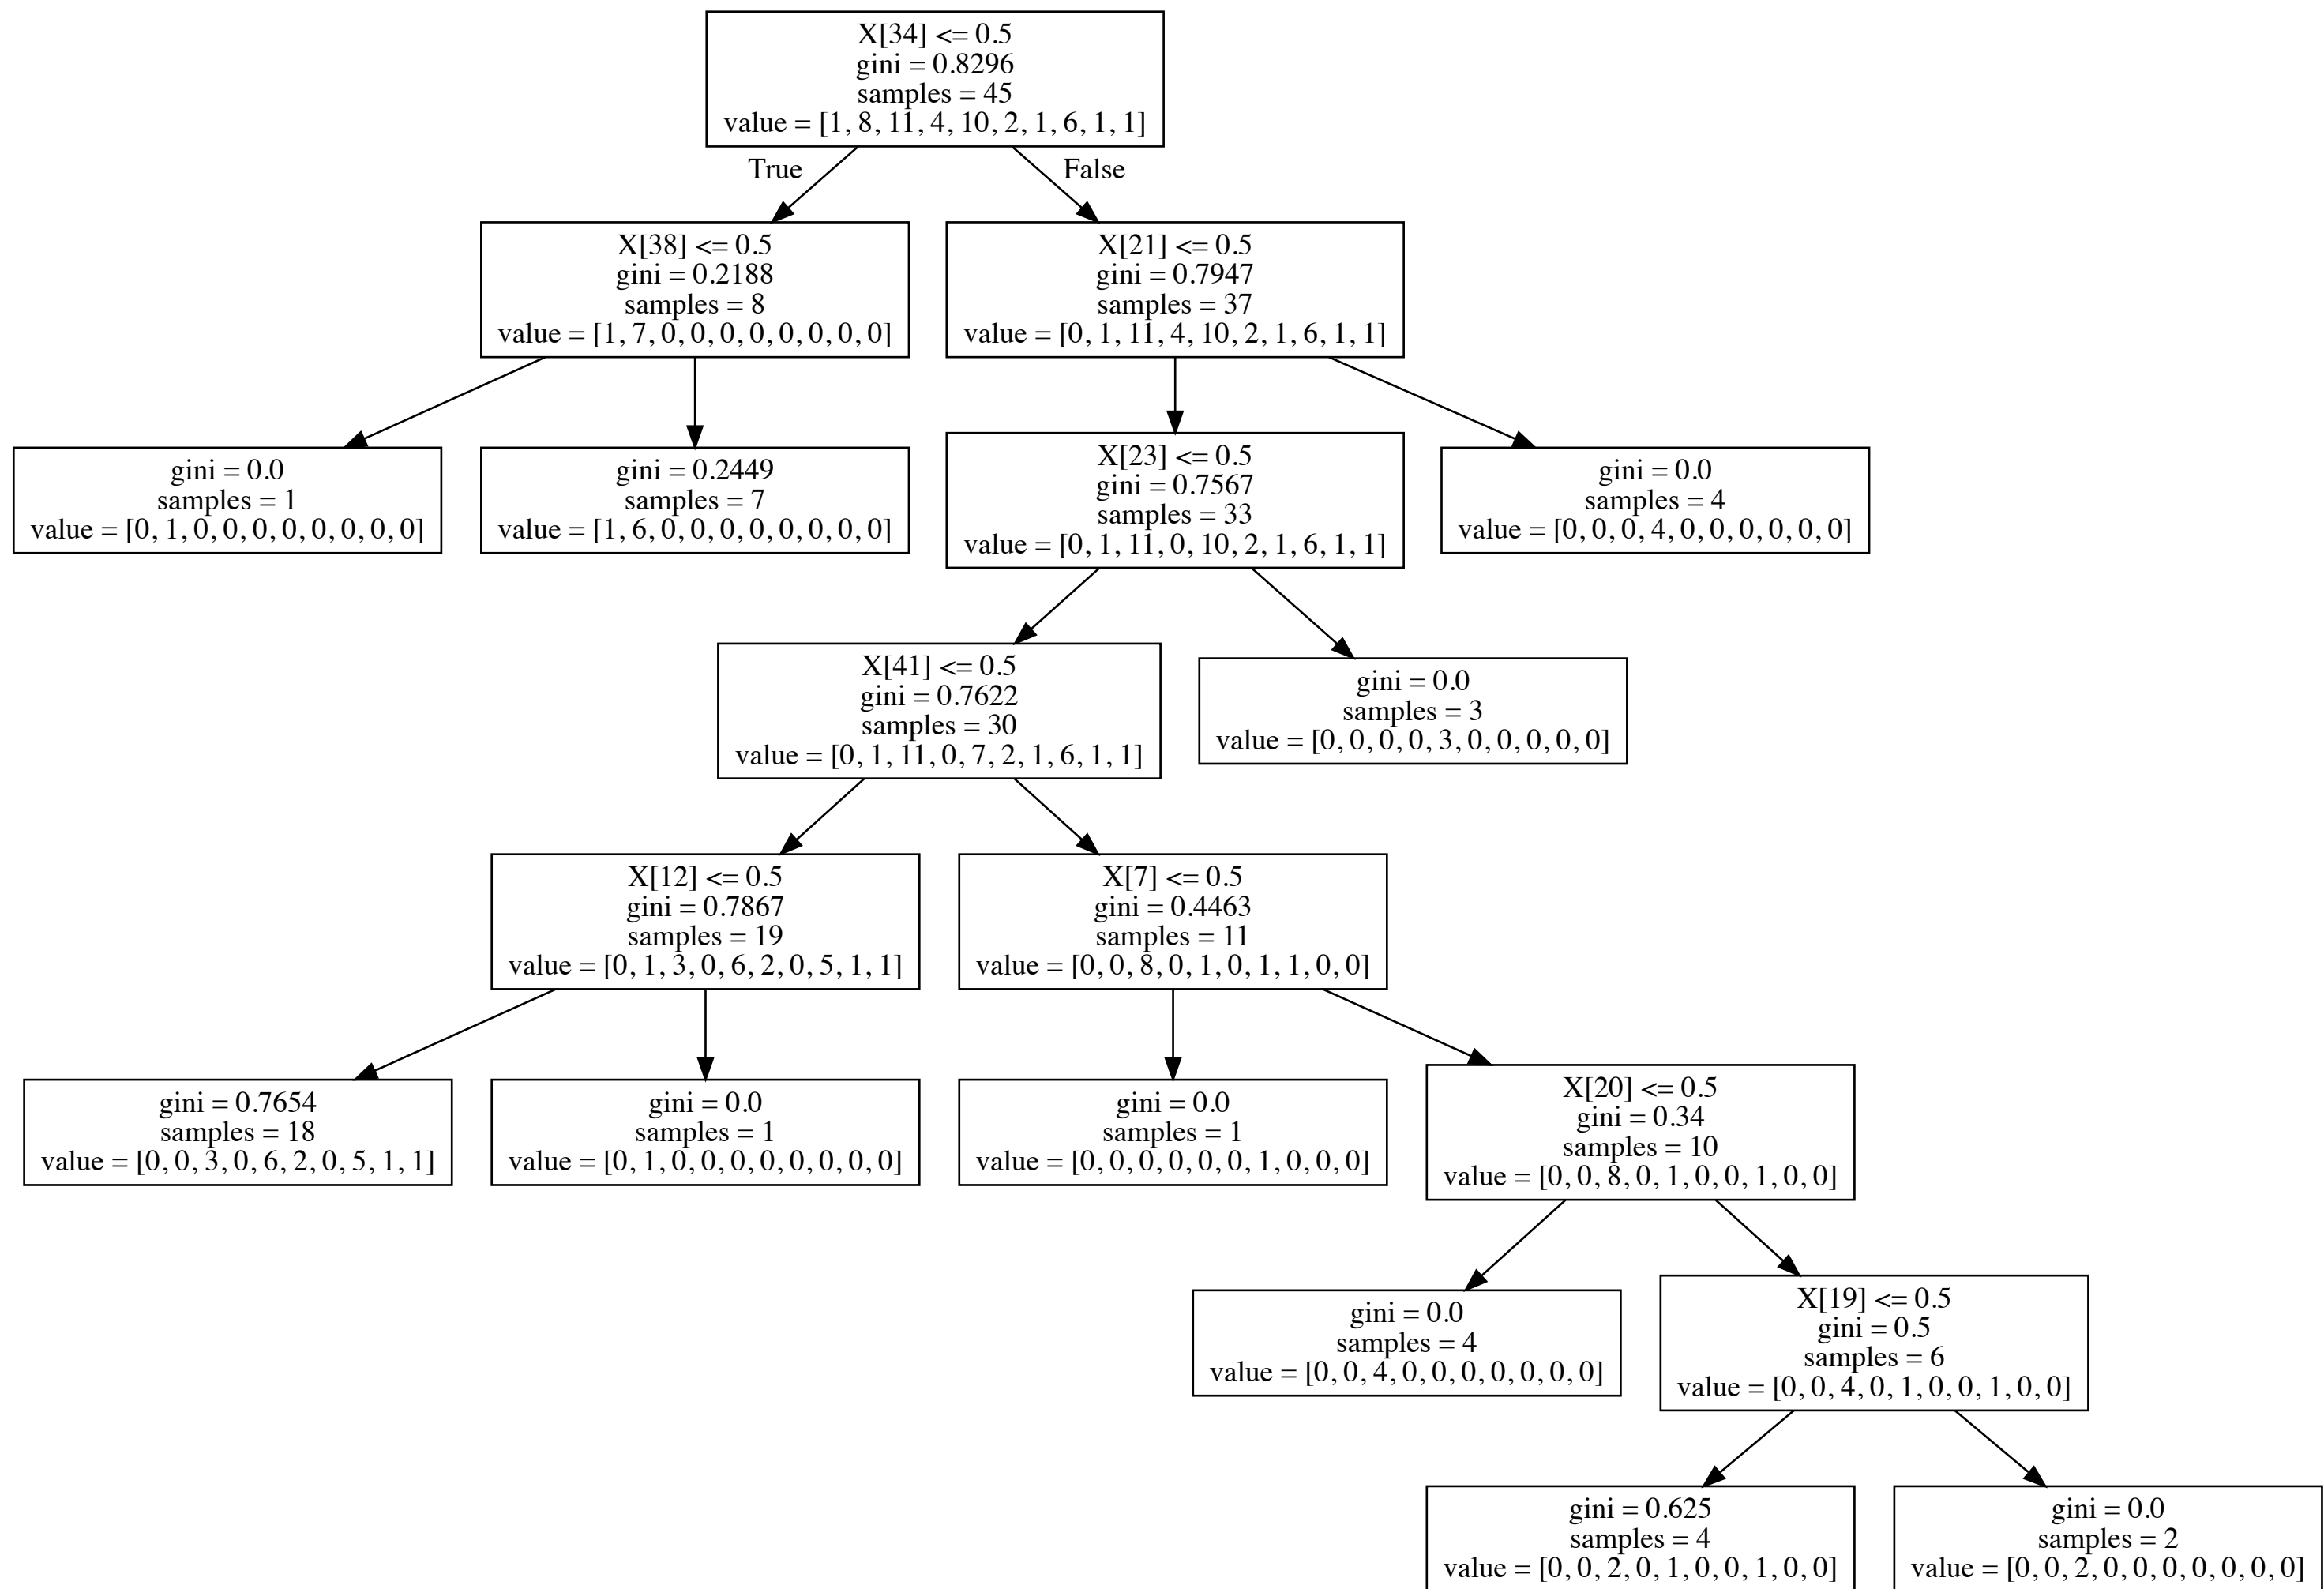 X[34] <= 0.5
gini = 0.8296
samples = 45
value = [1, 8, 11, 4, 10, 2, 1, 6, 1, 1]
True
False
X[38] <= 0.5
gini = 0.2188
samples = 8
value = [1, 7, 0, 0, 0, 0, 0, 0, 0, 0]
X[21] <= 0.5
gini = 0.7947
samples = 37
value = [0, 1, 11, 4, 10, 2, 1, 6, 1, 1]
gini = 0.0
samples = 1
value = [0, 1, 0, 0, 0, 0, 0, 0, 0, 0]
gini = 0.2449
samples = 7
value = [1, 6, 0, 0, 0, 0, 0, 0, 0, 0]
X[23] <= 0.5
gini = 0.7567
samples = 33
value = [0, 1, 11, 0, 10, 2, 1, 6, 1, 1]
gini = 0.0
samples = 4
value = [0, 0, 0, 4, 0, 0, 0, 0, 0, 0]
X[41] <= 0.5
gini = 0.7622
samples = 30
value = [0, 1, 11, 0, 7, 2, 1, 6, 1, 1]
gini = 0.0
samples = 3
value = [0, 0, 0, 0, 3, 0, 0, 0, 0, 0]
X[12] <= 0.5
gini = 0.7867
samples = 19
value = [0, 1, 3, 0, 6, 2, 0, 5, 1, 1]
X[7] <= 0.5
gini = 0.4463
samples = 11
value = [0, 0, 8, 0, 1, 0, 1, 1, 0, 0]
gini = 0.7654
samples = 18
value = [0, 0, 3, 0, 6, 2, 0, 5, 1, 1]
gini = 0.0
samples = 1
value = [0, 1, 0, 0, 0, 0, 0, 0, 0, 0]
gini = 0.0
samples = 1
value = [0, 0, 0, 0, 0, 0, 1, 0, 0, 0]
X[20] <= 0.5
gini = 0.34
samples = 10
value = [0, 0, 8, 0, 1, 0, 0, 1, 0, 0]
gini = 0.0
samples = 4
value = [0, 0, 4, 0, 0, 0, 0, 0, 0, 0]
X[19] <= 0.5
gini = 0.5
samples = 6
value = [0, 0, 4, 0, 1, 0, 0, 1, 0, 0]
gini = 0.625
samples = 4
value = [0, 0, 2, 0, 1, 0, 0, 1, 0, 0]
gini = 0.0
samples = 2
value = [0, 0, 2, 0, 0, 0, 0, 0, 0, 0]